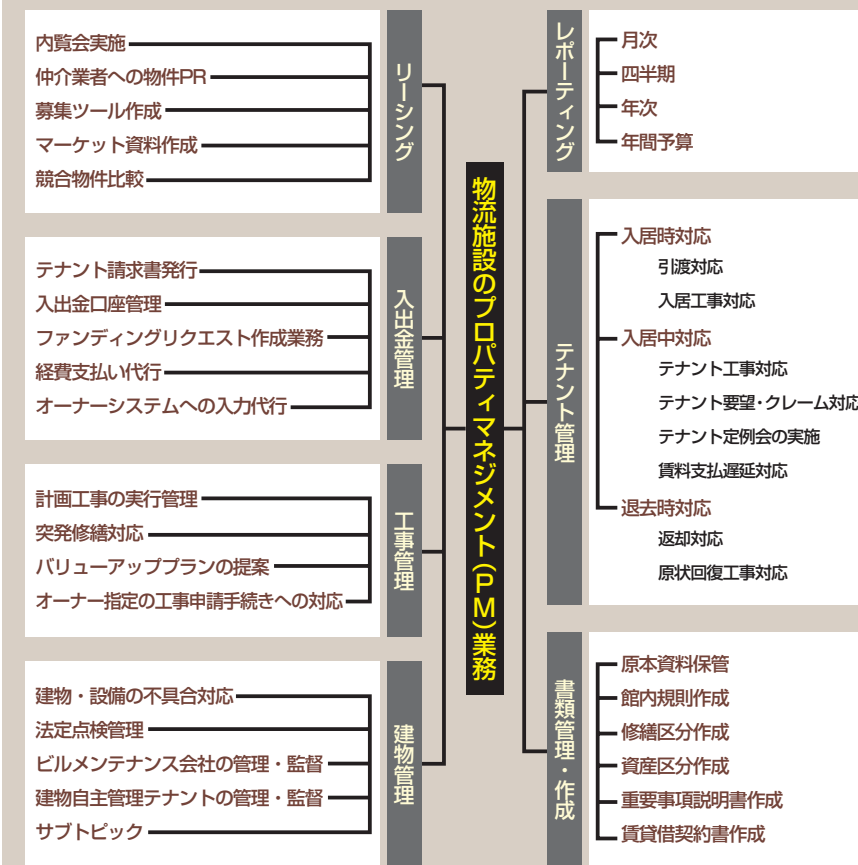 物流施設のプロパティマネジメント（PM）業務
リーシング
内覧会実施
仲介業者への物件PR
募集ツール作成
マーケット資料作成
競合物件比較
入出金管理
テナント請求書発行
入出金口座管理
ファンディングリクエスト作成業務
経費支払い代行
オーナーシステムへの入力代行
工事管理
計画工事の実行管理
突発修繕対応
バリューアッププランの提案
オーナー指定の工事申請手続きへの対応
建物管理
建物・設備の不具合対応
法定点検管理
ビルメンテナンス会社の管理・監督
建物自主管理テナントの管理・監督
サブトピック
レポーティング
月次
四半期
年次
年間予算
テナント管理
入居時対応
引渡対応
入居工事対応
入居中対応
テナント工事対応
テナント要望・クレーム対応
テナント定例会の実施
賃料支払遅延対応
退去時対応
返却対応
原状回復工事対応
書類管理・作成
原本資料保管
館内規則作成
修繕区分作成
資産区分作成
重要事項説明書作成
賃貸借契約書作成